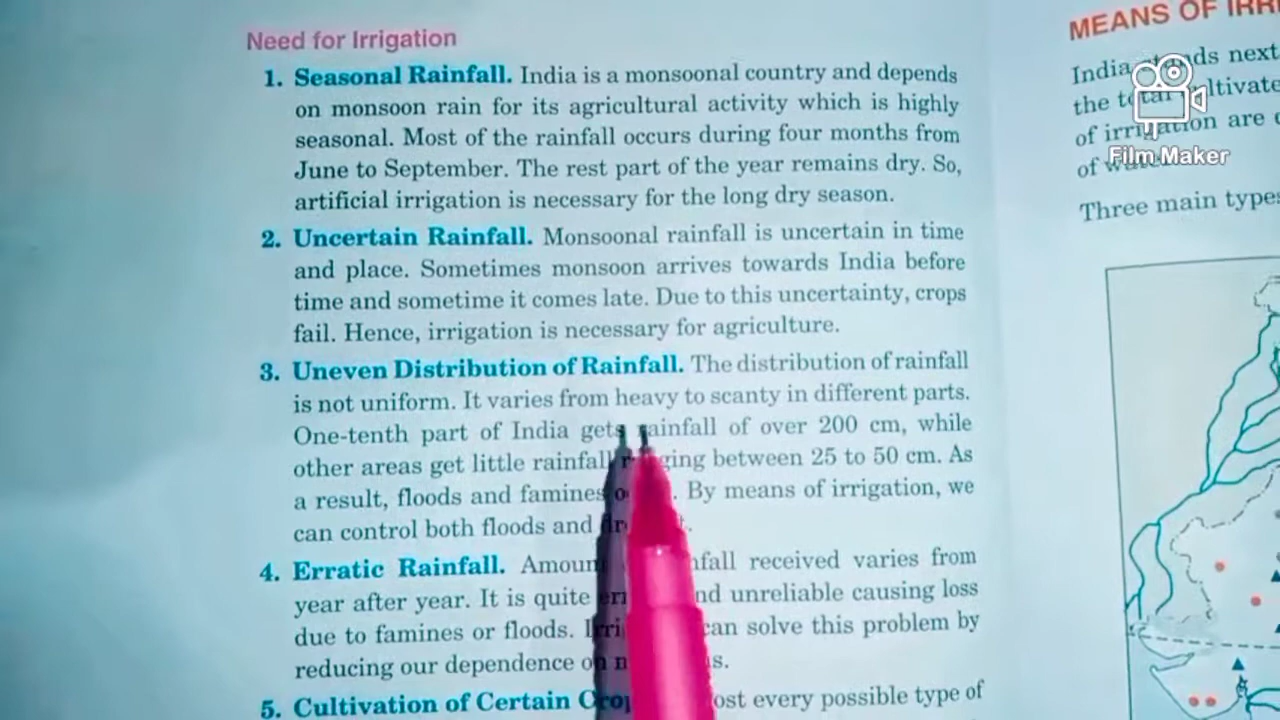 Need for Irrigation
1. Seasonal Rainfall. India is a monsoonal country and depends
on monsoon rain for its agricultural activity which is highly
seasonal. Most of the rainfall occurs during four months from
June to September. The rest part of the year remains dry. So,
artificial irrigation is necessary for the long dry season.
2. Uncertain Rainfall. Monsoonal rainfall is uncertain in time
and place. Sometimes monsoon arrives towards India before
time and sometime it comes late. Due to this uncertainty, crops
fail. Hence, irrigation is necessary for agriculture.
3. Uneven Distribution of Rainfall. The distribution of rainfall
is not uniform. It varies from heavy to scanty in different parts.
One-tenth part of India gets rainfall of over 200 cm, while
other areas get little rainfall between 25 to 50 cm. As
a result, floods and famines By means of irrigation, we
can control both floods and
4. Erratic Rainfall. received varies from
year after year. It is quite and unreliable causing loss
due to famines or floods. can solve this problem by
reducing our dependence
5. Cultivation of Certain every possible type of
MEANS OF
India next
the
of irrigation are
of
Three main types
Film Maker